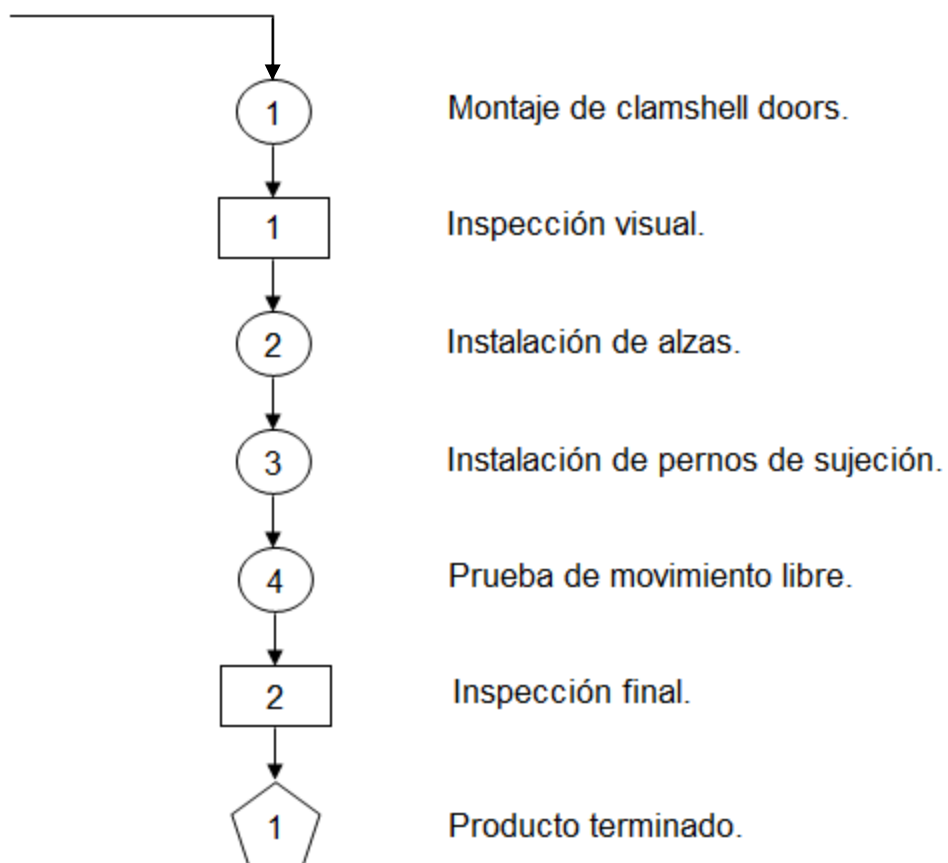 1 Montaje de clamshell doors.
1 Inspección visual.
2 Instalación de alzas.
3 Instalación de pernos de sujeción.
4 Prueba de movimiento libre.
2 Inspección final.
1 Producto terminado.